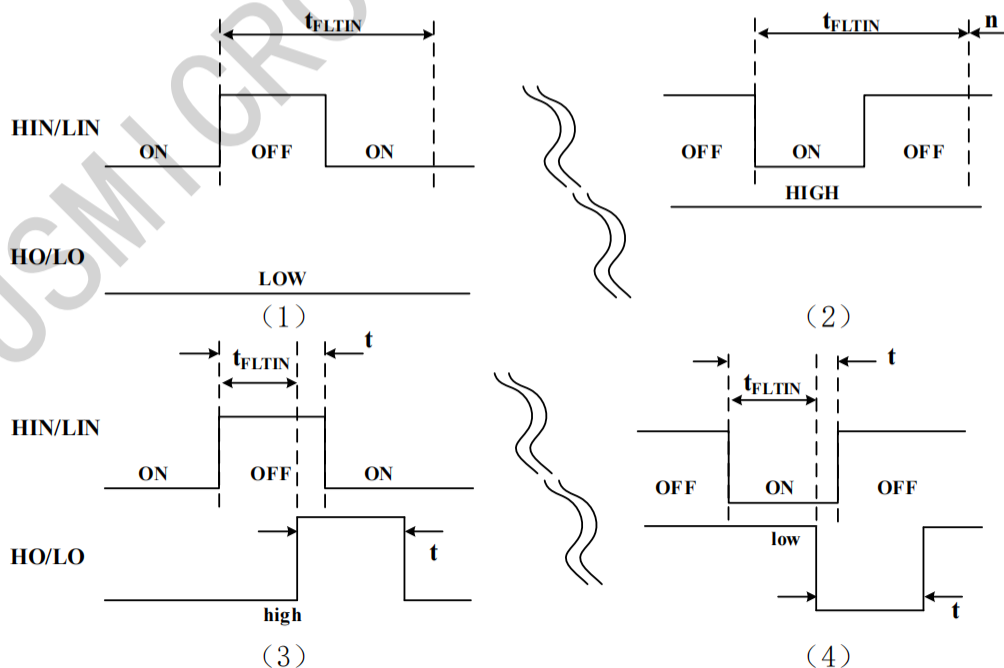 tFLTIN
tFLTIN n
HIN/LIN
ON OFF ON
OFF ON OFF
HIGH
HO/LO
LOW
(1)
(2)
t
tFLTIN
t
tFLTIN
HIN/LIN
ON OFF ON
OFF ON OFF
HO/LO
t
high
low
t
(3)
(4)
USMICRO